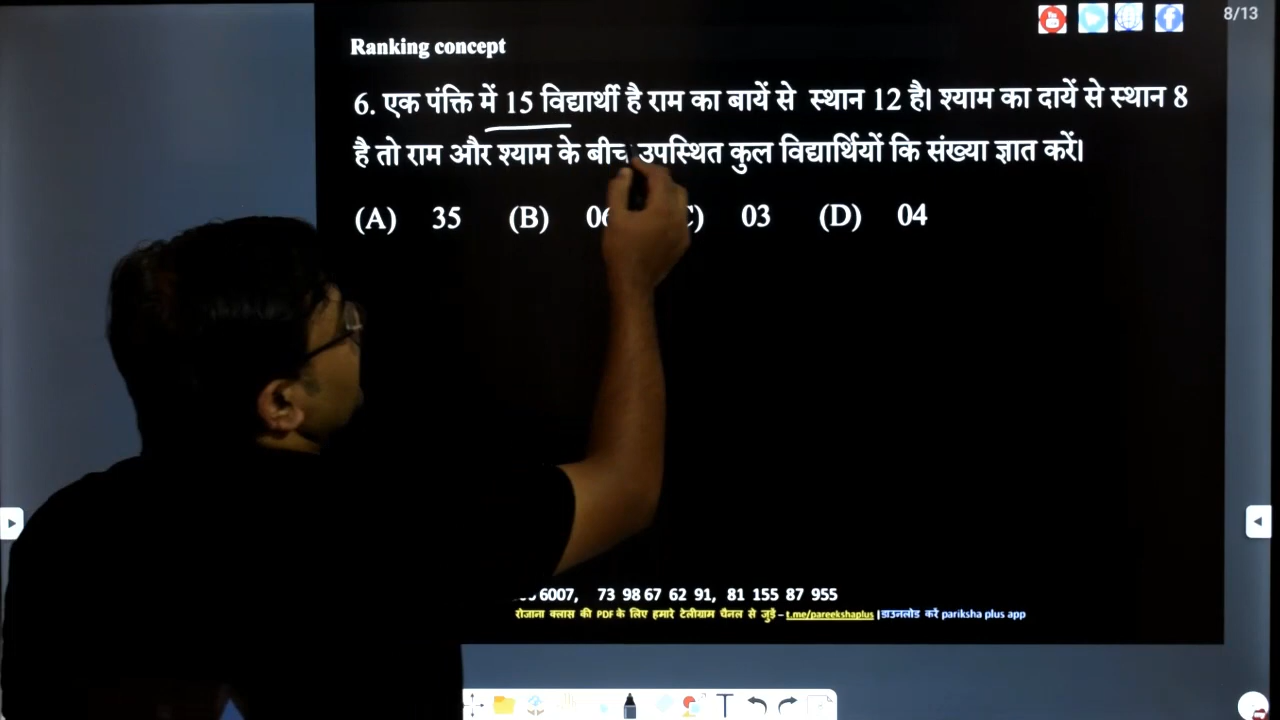 8/13
Ranking concept
6. एक पंक्ति में 15 विद्यार्थी है राम का बायें से स्थान 12 है। श्याम का दायें से स्थान 8
है तो राम और श्याम के बीच उपस्थित कुल विद्यार्थियों कि संख्या ज्ञात करें।
(A) 35 (B) 03 (D) 04
6007, 73 98 67 62 91, 81 155 87 955
रोजाना क्लास की PDF के लिए हमारे टेलीग्राम चैनल से जुड़ें – t.me/pareekshaplus | डाउनलोड करें pariksha plus app